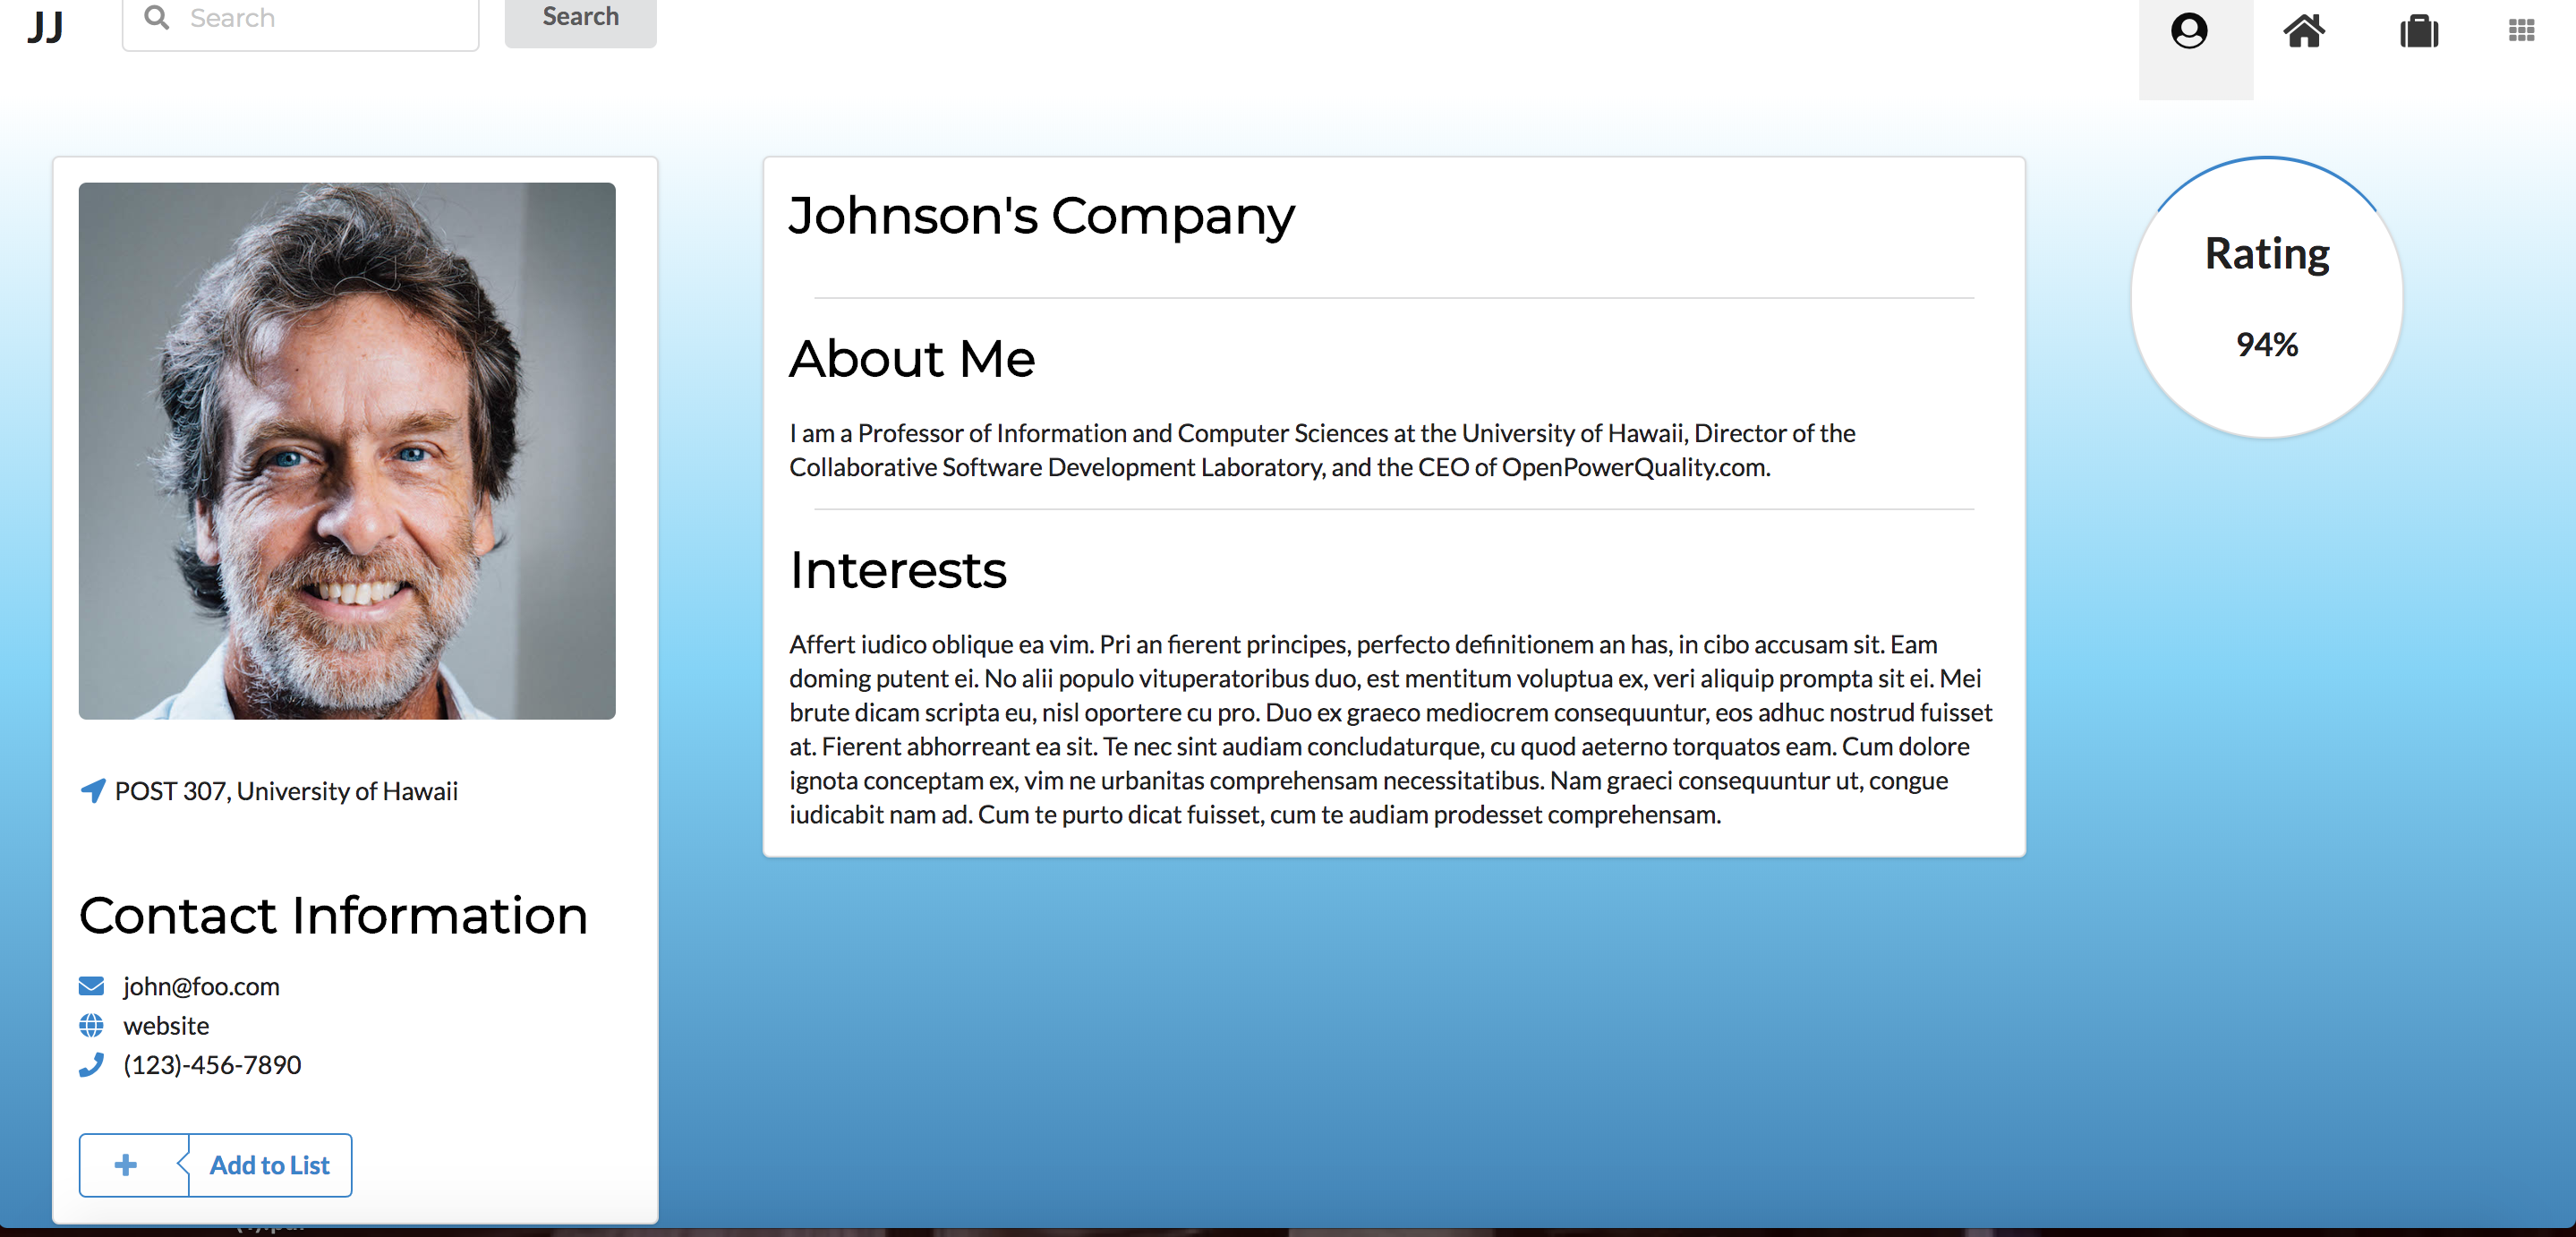 JJ
Search
Search
Johnson's Company
About Me
I am a Professor of Information and Computer Sciences at the University of Hawaii, Director of the
Collaborative Software Development Laboratory, and the CEO of OpenPowerQuality.com.
Interests
Affert iudico oblique ea vim. Pri an fierent principes, perfecto definitionem an has, in cibo accusam sit. Eam
doming putent ei. No alii populo vituperatoribus duo, est mentitum voluptua ex, veri aliquip prompta sit ei. Mei
brute dicam scripta eu, nisl oportere cu pro. Duo ex graeco mediocrem consequuntur, eos adhuc nostrud fuisset
at. Fierent abhorreant ea sit. Te nec sint audiam concludaturque, cu quod aeterno torquatos eam. Cum dolore
ignota conceptam ex, vim ne urbanitas comprehensam necessitatibus. Nam graeci consequuntur ut, congue
iudicabit nam ad. Cum te purto dicat fuisset, cum te audiam prodesset comprehensam.
Rating
94%
POST 307, University of Hawaii
Contact Information
john@foo.com
website
(123)-456-7890
Add to List